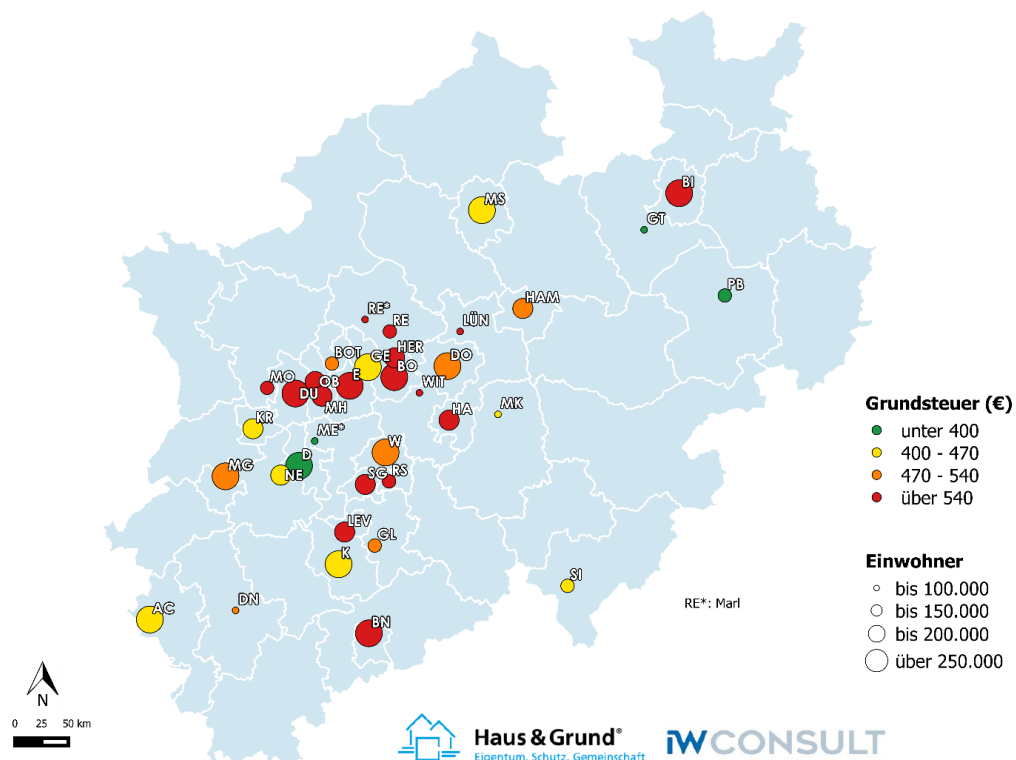 MS
BI
GT
PB
HAM
RE*
RE
LÜN
HER
BOT
GE
DO
BO
E
OB
MO
DU
MH
WIT
HA
MK
KR
ME*
W
D
MG
NE
SG
RS
LEV
GL
K
SI
DN
AC
BN
Grundsteuer (€)
unter 400
400 - 470
470 - 540
über 540
Einwohner
bis 100.000
bis 150.000
bis 200.000
über 250.000
RE*: Marl
N
0 25 50 km
Haus & Grund®
Eigentum. Schutz. Gemeinschaft
iW CONSULT